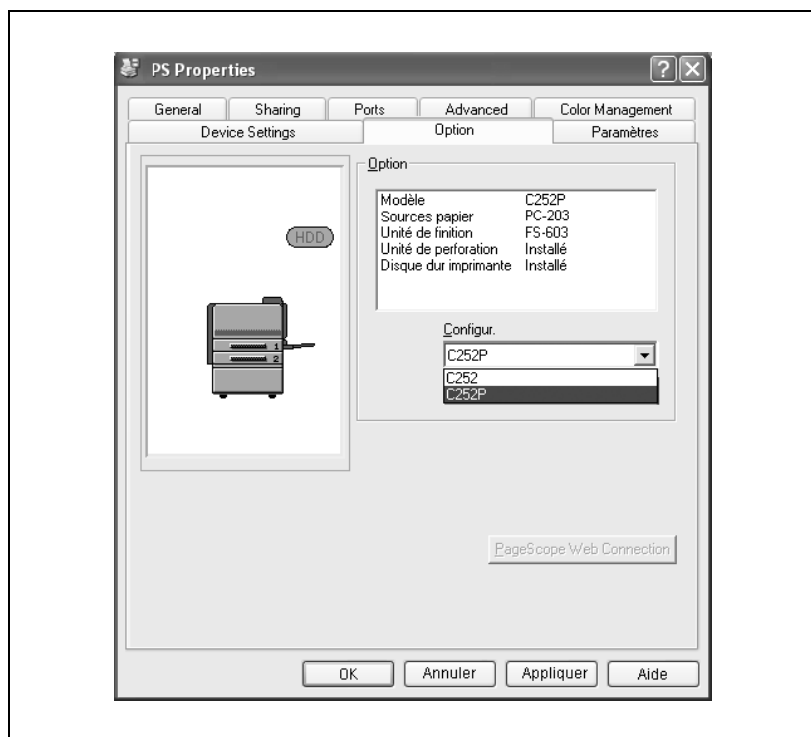 PS Properties
General Sharing Ports Advanced Color Management
Device Settings Option Paramètres
Option
HDD
Modèle C252P
Sources papier PC-203
Unité de finition FS-603
Unité de perforation Installé
Disque dur imprimante Installé
1
2
Configur.
C252P
C252
C252P
PageScope Web Connection
OK Annuler Appliquer Aide